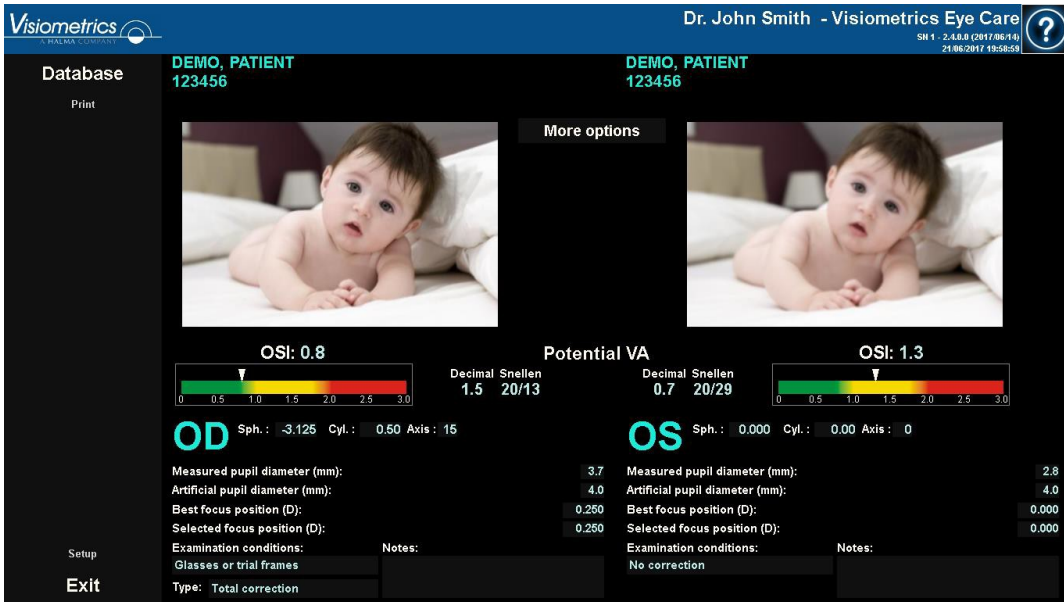 Visiometrics
A HALMA COMPANY
Dr. John Smith - Visiometrics Eye Care
SN 1 - 2.4.0.0 (2017/06/14)
21/06/2017 19:58:59
?
Database
Print
DEMO, PATIENT
123456
DEMO, PATIENT
123456
More options
OSI: 0.8
Potential VA
OSI: 1.3
Decimal Snellen
1.5 20/13
Decimal Snellen
0.7 20/29
0 0.5 1.0 1.5 2.0 2.5 3.0
0 0.5 1.0 1.5 2.0 2.5 3.0
OD Sph.: -3.125 Cyl.: 0.50 Axis: 15
Measured pupil diameter (mm): 3.7
Artificial pupil diameter (mm): 4.0
Best focus position (D): 0.250
Selected focus position (D): 0.250
Examination conditions: Notes:
Glasses or trial frames
Type: Total correction
OS Sph.: 0.000 Cyl.: 0.00 Axis: 0
Measured pupil diameter (mm): 2.8
Artificial pupil diameter (mm): 4.0
Best focus position (D): 0.000
Selected focus position (D): 0.000
Examination conditions: Notes:
No correction
Setup
Exit